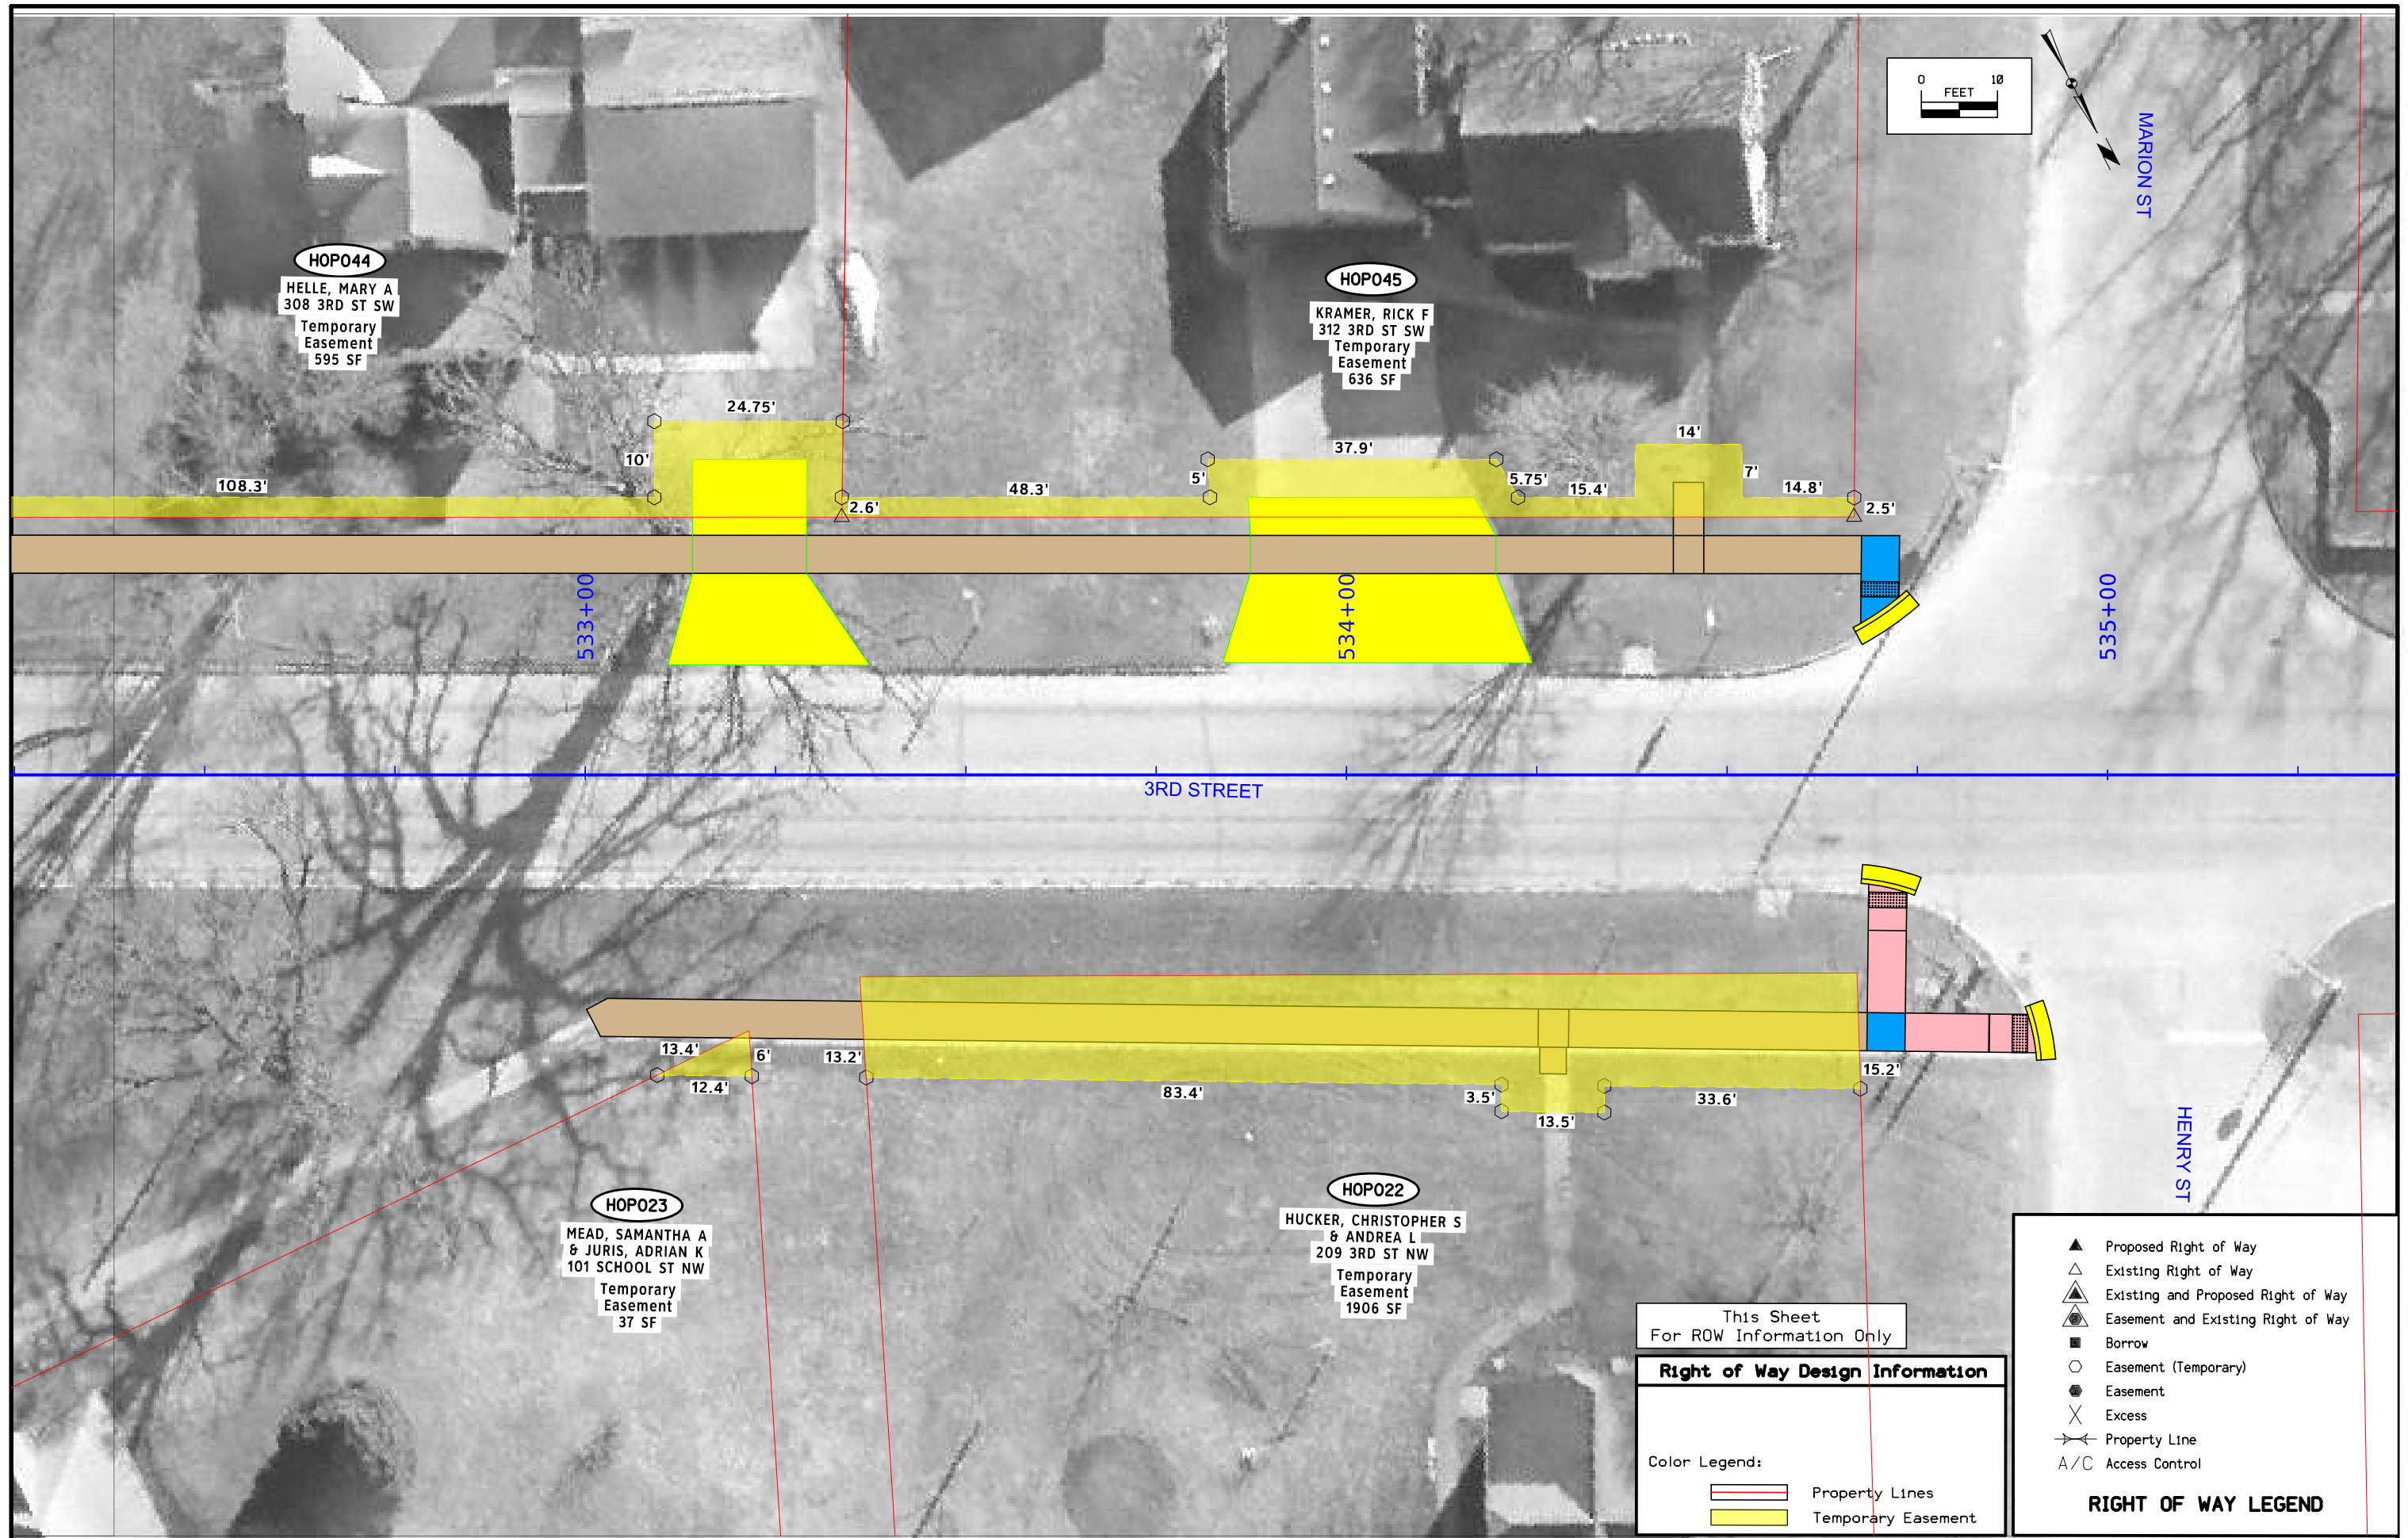 0 10
FEET
MARION ST
HOP044
HELLE, MARY A
308 3RD ST SW
Temporary
Easement
595 SF
HOP045
KRAMER, RICK F
312 3RD ST SW
Temporary
Easement
636 SF
24.75'
10'
108.3'
2.6'
48.3'
5'
37.9'
5.75'
15.4'
14'
7'
14.8'
2.5'
533+00
534+00
535+00
3RD STREET
13.4'
6'
12.4'
13.2'
83.4'
3.5'
13.5'
33.6'
15.2'
HENRY ST
HOP023
MEAD, SAMANTHA A
& JURIS, ADRIAN K
101 SCHOOL ST NW
Temporary
Easement
37 SF
HOP022
HUCKER, CHRISTOPHER S
& ANDREA L
209 3RD ST NW
Temporary
Easement
1906 SF
This Sheet
For ROW Information Only
Right of Way Design Information
Color Legend:
Property Lines
Temporary Easement
Proposed Right of Way
Existing Right of Way
Existing and Proposed Right of Way
Easement and Existing Right of Way
Borrow
Easement (Temporary)
Easement
Excess
Property Line
A/C Access Control
RIGHT OF WAY LEGEND